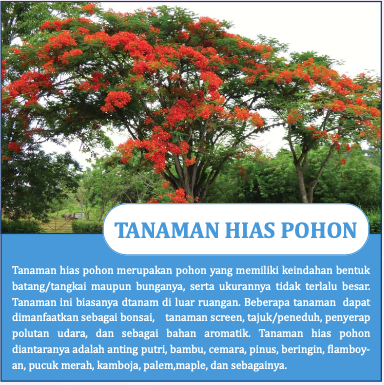 TANAMAN HIAS POHON
Tanaman hias pohon merupakan pohon yang memiliki keindahan bentuk
batang/tangkai maupun bunganya, serta ukurannya tidak terlalu besar.
Tanaman ini biasanya dtanam di luar ruangan. Beberapa tanaman dapat
dimanfaatkan sebagai bonsai, tanaman screen, tajuk/peneduh, penyerap
polutan udara, dan sebagai bahan aromatik. Tanaman hias pohon
diantaranya adalah anting putri, bambu, cemara, pinus, beringin, flamboy-
an, pucuk merah, kamboja, palem,maple, dan sebagainya.